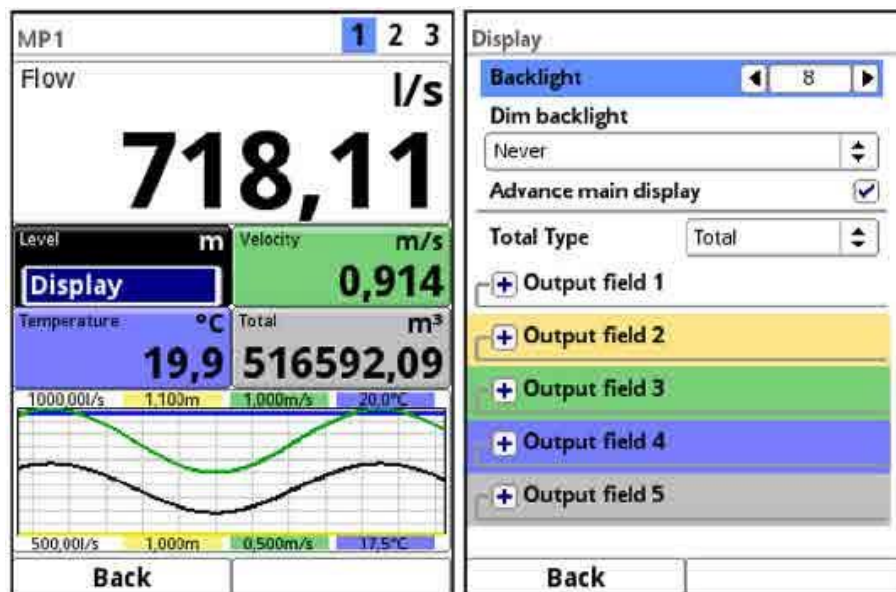 MP1
1 2 3
Flow
l/s
718,11
Level m
Display
Velocity m/s
0,914
Temperature °C
19,9
Total m³
516592,09
1000,00l/s 1,100m 1,000m/s 20,0°C
500,00l/s 1,000m 0,500m/s 17,5°C
Back
Display
Backlight 8
Dim backlight
Never
Advance main display
Total Type Total
Output field 1
Output field 2
Output field 3
Output field 4
Output field 5
Back